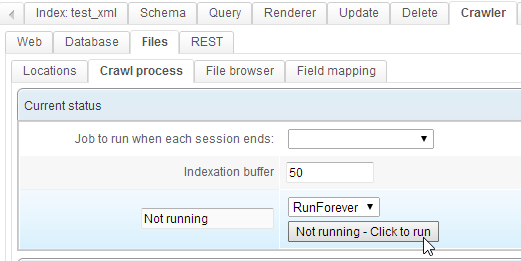 Index: test_xml Schema Query Renderer Update Delete Crawler
Web Database Files REST
Locations Crawl process File browser Field mapping
Current status
Job to run when each session ends:
Indexation buffer 50
Not running RunForever
Not running - Click to run